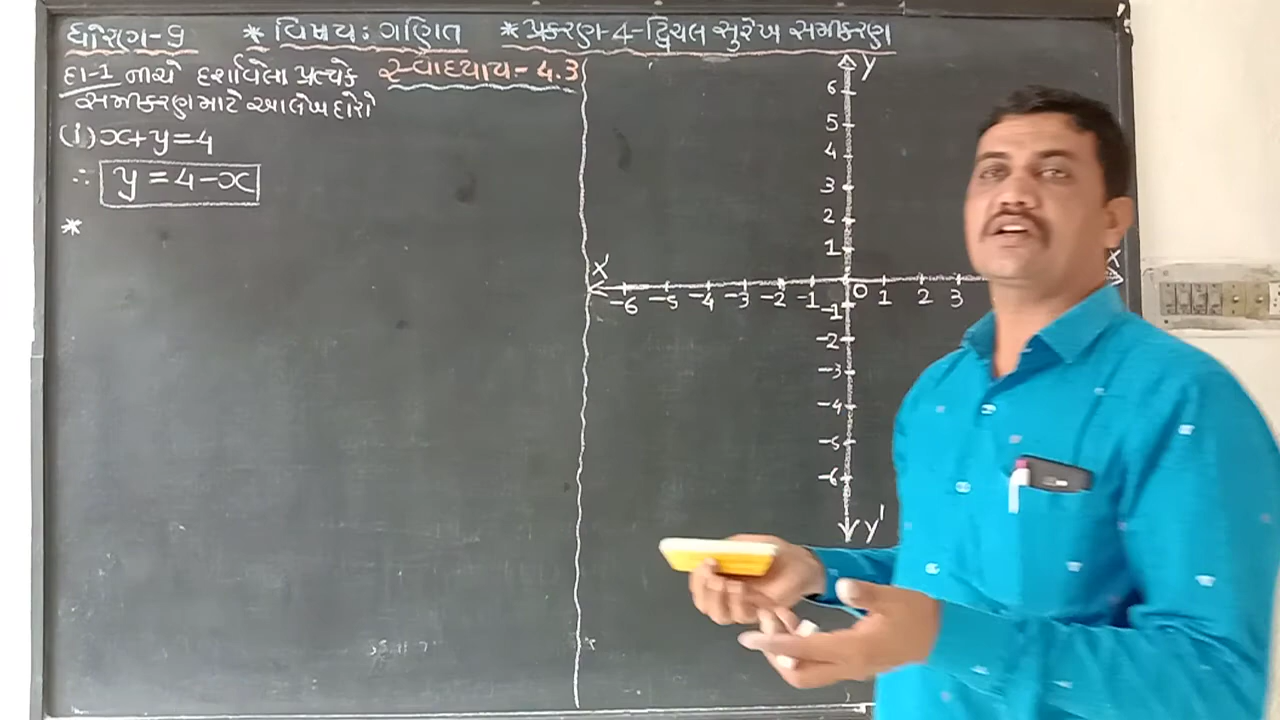 ધોરણ-9 * વિષય: ગણિત * પ્રકરણ-4-દ્વિચલ સુરેખ સમીકરણ
સ્વાધ્યાય-4.3
દા-1 નીચે દર્શાવેલા પ્રત્યેક
સમીકરણ માટે આલેખ દોરો
(i) x+y=4
∴ y=4-x
*
Y
6
5
4
3
2
1
X' X
-6 -5 -4 -3 -2 -1 0 1 2 3
-1
-2
-3
-4
-5
-6
Y'